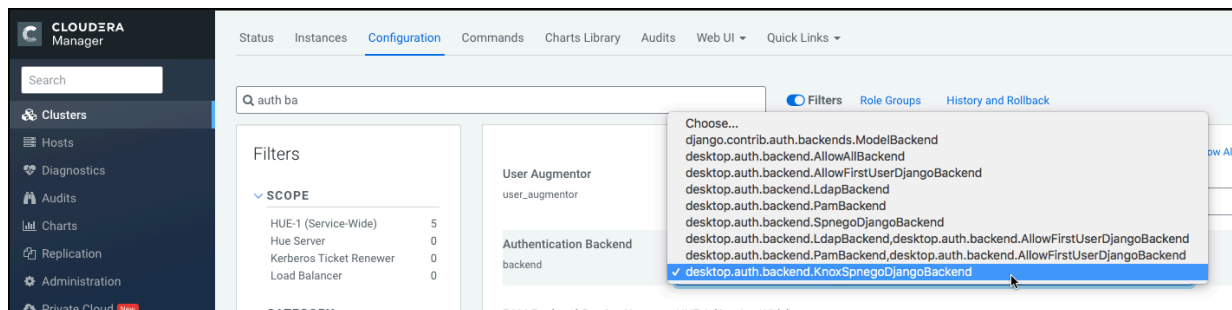 CLOUDERA
Manager
Status Instances Configuration Commands Charts Library Audits Web UI Quick Links
Search
auth ba
Filters Role Groups History and Rollback
Clusters
Hosts
Diagnostics
Audits
Charts
Replication
Administration
Private Cloud New
Filters
SCOPE
HUE-1 (Service-Wide) 5
Hue Server 0
Kerberos Ticket Renewer 0
Load Balancer 0
User Augmentor
user_augmentor
Authentication Backend
backend
Choose...
django.contrib.auth.backends.ModelBackend
desktop.auth.backend.AllowAllBackend
desktop.auth.backend.AllowFirstUserDjangoBackend
desktop.auth.backend.LdapBackend
desktop.auth.backend.PamBackend
desktop.auth.backend.SpnegoDjangoBackend
desktop.auth.backend.LdapBackend,desktop.auth.backend.AllowFirstUserDjangoBackend
desktop.auth.backend.PamBackend,desktop.auth.backend.AllowFirstUserDjangoBackend
✓ desktop.auth.backend.KnoxSpnegoDjangoBackend